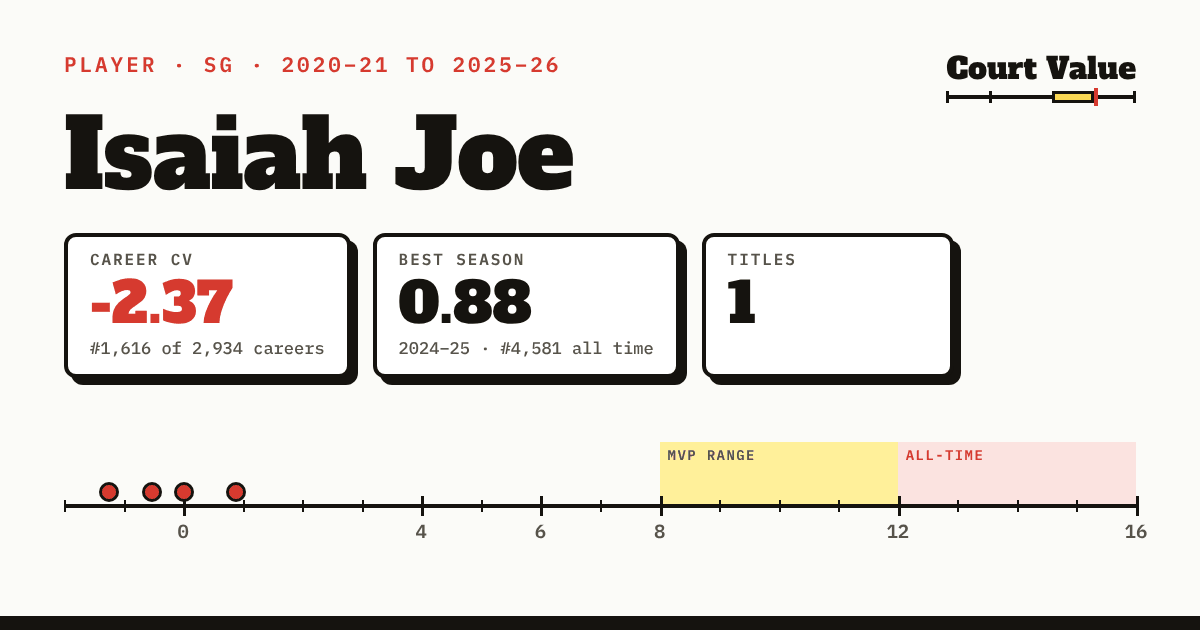 PLAYER · SG · 2020–21 TO 2025–26
Court Value
Isaiah Joe
CAREER CV
-2.37
#1,616 of 2,934 careers
BEST SEASON
0.88
2024–25 · #4,581 all time
TITLES
1
MVP RANGE
ALL-TIME
0
4
6
8
12
16